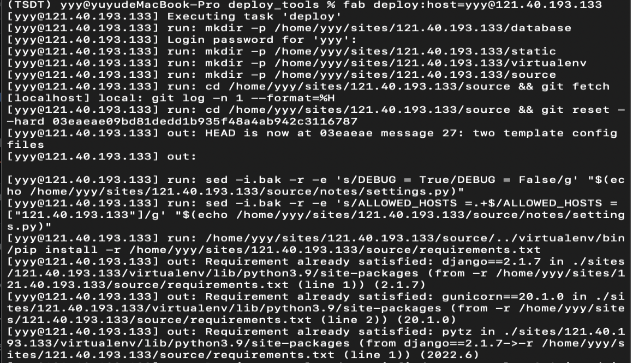 (TSDT) yyy@yuyudeMacBook-Pro deploy_tools % fab deploy:host=yyy@121.40.193.133
[yyy@121.40.193.133] Executing task 'deploy'
[yyy@121.40.193.133] run: mkdir -p /home/yyy/sites/121.40.193.133/database
[yyy@121.40.193.133] Login password for 'yyy':
[yyy@121.40.193.133] run: mkdir -p /home/yyy/sites/121.40.193.133/static
[yyy@121.40.193.133] run: mkdir -p /home/yyy/sites/121.40.193.133/virtualenv
[yyy@121.40.193.133] run: mkdir -p /home/yyy/sites/121.40.193.133/source
[yyy@121.40.193.133] run: cd /home/yyy/sites/121.40.193.133/source && git fetch
[localhost] local: git log -n 1 --format=%H
[yyy@121.40.193.133] run: cd /home/yyy/sites/121.40.193.133/source && git reset -
-hard 03eaeae09bd81dedd1b935f48a4ab942c3116787
[yyy@121.40.193.133] out: HEAD is now at 03eaeae message 27: two template config
files
[yyy@121.40.193.133] out:
[yyy@121.40.193.133] run: sed -i.bak -r -e 's/DEBUG = True/DEBUG = False/g' "$(ec
ho /home/yyy/sites/121.40.193.133/source/notes/settings.py)"
[yyy@121.40.193.133] run: sed -i.bak -r -e 's/ALLOWED_HOSTS =.+$/ALLOWED_HOSTS =
["121.40.193.133"]/g' "$(echo /home/yyy/sites/121.40.193.133/source/notes/setting
s.py)"
[yyy@121.40.193.133] run: /home/yyy/sites/121.40.193.133/source/../virtualenv/bin
/pip install -r /home/yyy/sites/121.40.193.133/source/requirements.txt
[yyy@121.40.193.133] out: Requirement already satisfied: django==2.1.7 in ./sites
/121.40.193.133/virtualenv/lib/python3.9/site-packages (from -r /home/yyy/sites/1
21.40.193.133/source/requirements.txt (line 1)) (2.1.7)
[yyy@121.40.193.133] out: Requirement already satisfied: gunicorn==20.1.0 in ./si
tes/121.40.193.133/virtualenv/lib/python3.9/site-packages (from -r /home/yyy/site
s/121.40.193.133/source/requirements.txt (line 2)) (20.1.0)
[yyy@121.40.193.133] out: Requirement already satisfied: pytz in ./sites/121.40.1
93.133/virtualenv/lib/python3.9/site-packages (from django==2.1.7->-r /home/yyy/s
ites/121.40.193.133/source/requirements.txt (line 1)) (2022.6)